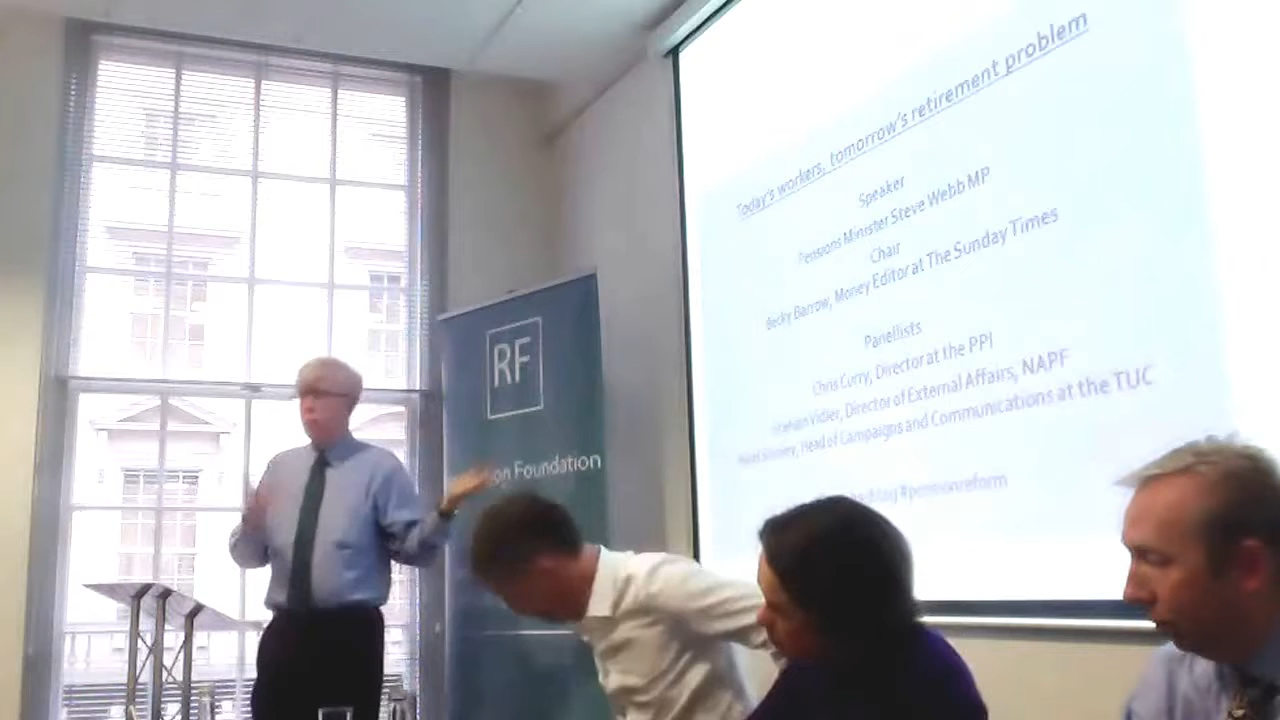 Today's workers, tomorrow's retirement problem
Speaker
Pensions Minister Steve Webb MP
Chair
Becky Barrow, Money Editor at The Sunday Times
Panellists
Chris Curry, Director at the PPI
Vidler, Director of External Affairs, NAPF
Head of Campaigns and Communications at the TUC
#pensionreform
RF
Foundation